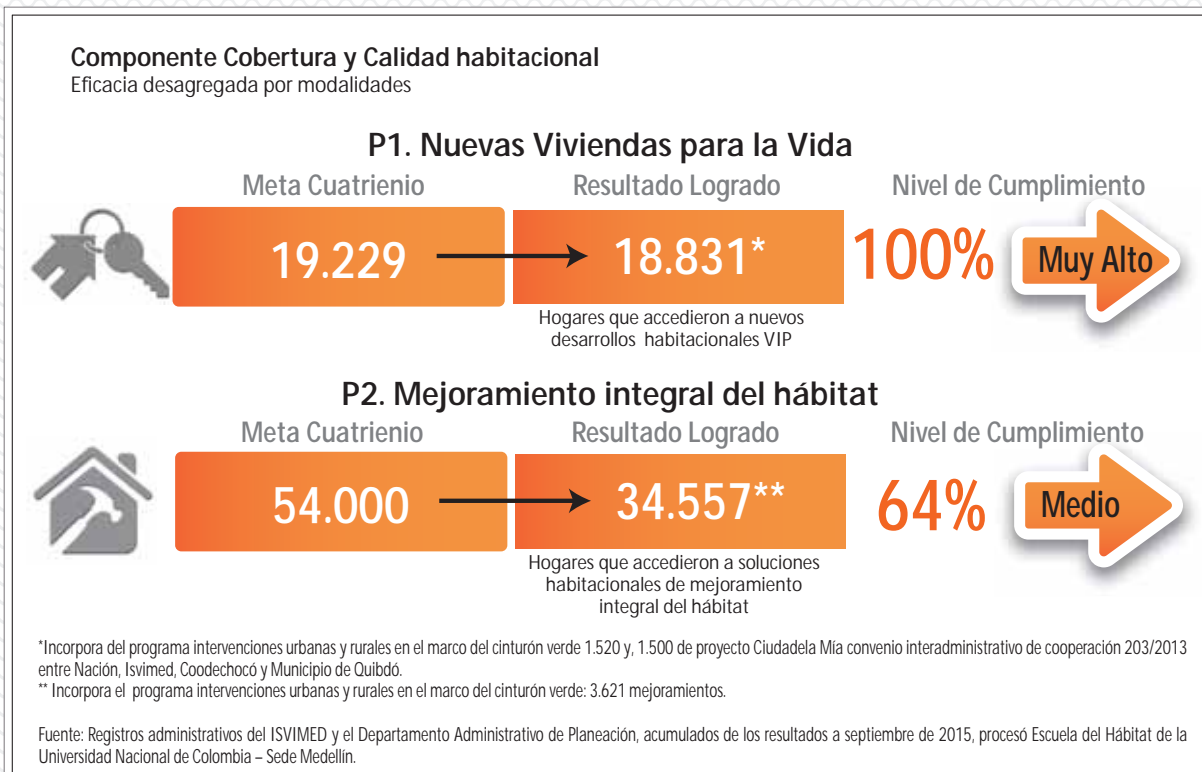 Componente Cobertura y Calidad habitacional
Eficacia desagregada por modalidades
P1. Nuevas Viviendas para la Vida
Meta Cuatrienio
Resultado Logrado
Nivel de Cumplimiento
19.229
18.831*
100%
Muy Alto
Hogares que accedieron a nuevos
desarrollos habitacionales VIP
P2. Mejoramiento integral del hábitat
Meta Cuatrienio
Resultado Logrado
Nivel de Cumplimiento
54.000
34.557**
64%
Medio
Hogares que accedieron a soluciones
habitacionales de mejoramiento
integral del hábitat
*Incorpora del programa intervenciones urbanas y rurales en el marco del cinturón verde 1.520 y, 1.500 de proyecto Ciudadela Mía convenio interadministrativo de cooperación 203/2013
entre Nación, Isvimed, Coodechocó y Municipio de Quibdó.
** Incorpora el programa intervenciones urbanas y rurales en el marco del cinturón verde: 3.621 mejoramientos.
Fuente: Registros administrativos del ISVIMED y el Departamento Administrativo de Planeación, acumulados de los resultados a septiembre de 2015, procesó Escuela del Hábitat de la
Universidad Nacional de Colombia – Sede Medellín.